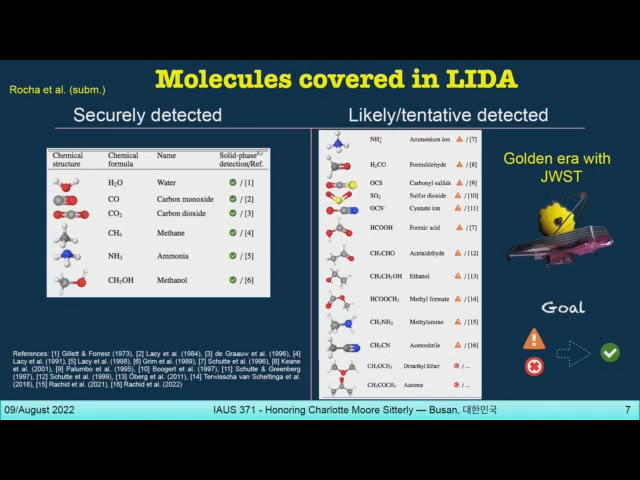 Molecules covered in LIDA
Rocha et al. (subm.)
Securely detected
Likely/tentative detected
Chemical structure Chemical formula Name Solid-phase detection/Ref.
H₂O Water / [1]
CO Carbon monoxide / [2]
CO₂ Carbon dioxide / [3]
CH₄ Methane / [4]
NH₃ Ammonia / [5]
CH₃OH Methanol / [6]
NH₄⁺ Ammonium ion / [7]
H₂CO Formaldehyde / [8]
OCS Carbonyl sulfide / [9]
SO₂ Sulfur dioxide / [10]
OCN⁻ Cyanate ion / [11]
HCOOH Formic acid / [7]
CH₃CHO Acetaldehyde / [12]
CH₃CH₂OH Ethanol / [13]
HCOOCH₃ Methyl formate / [14]
CH₃NH₂ Methylamine / [15]
CH₃CN Acetonitrile / [16]
CH₃OCH₃ Dimethyl Ether / ...
CH₃COCH₃ Acetone / ...
Golden era with
JWST
Goal
References: [1] Gillett & Forrest (1973), [2] Lacy et al. (1984), [3] de Graauw et al. (1996), [4]
Lacy et al. (1991), [5] Lacy et al. (1998), [6] Grim et al. (1989), [7] Schutte et al. (1996), [8] Keane
et al. (2001), [9] Palumbo et al. (1995), [10] Boogert et al. (1997), [11] Schutte & Greenberg
(1997), [12] Schutte et al. (1999), [13] Öberg et al. (2011), [14] Terwisscha van Scheltinga et al.
(2018), [15] Rachid et al. (2021), [16] Rachid et al. (2022)
09/August 2022
IAUS 371 - Honoring Charlotte Moore Sitterly — Busan, 대한민국
7